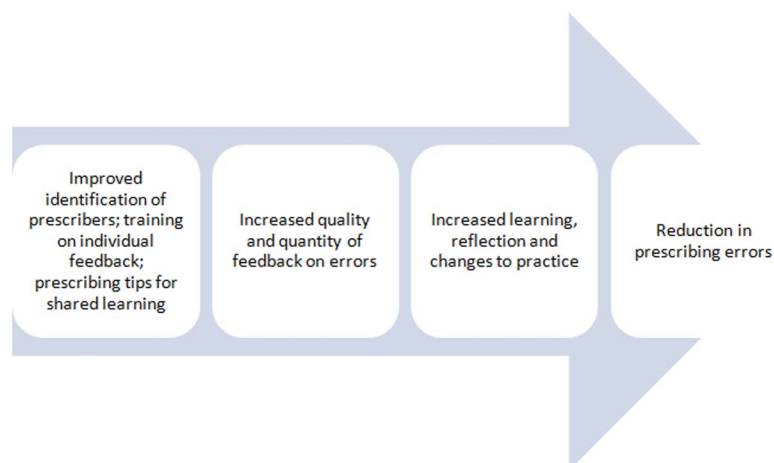 Improved
identification of
prescribers; training
on individual
feedback;
prescribing tips for
shared learning
Increased quality
and quantity of
feedback on errors
Increased learning,
reflection and
changes to practice
Reduction in
prescribing errors